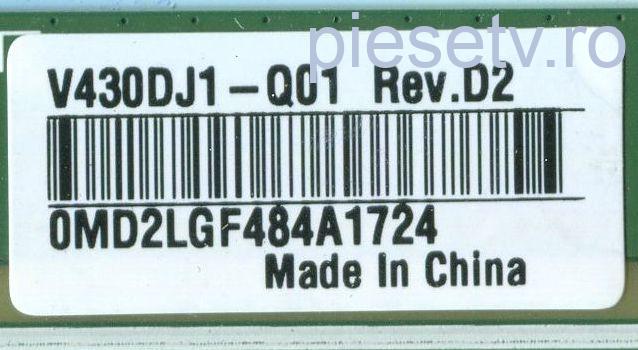 piesetv.ro
V430DJ1-Q01 Rev.D2
0MD2LGF484A1724
Made In China